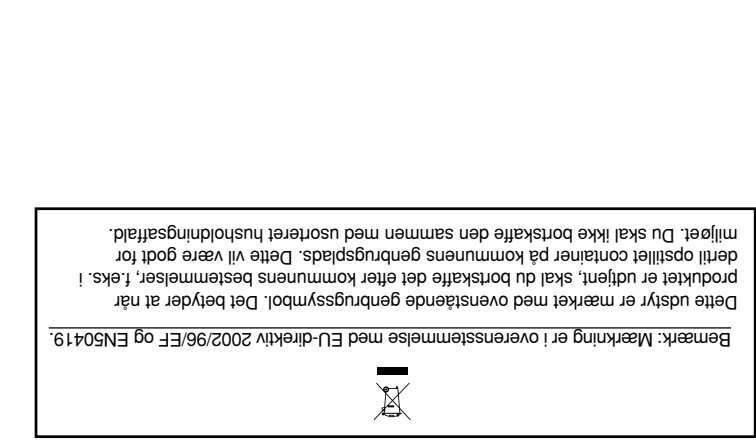 Bemærk: Mærkning er i overensstemmelse med EU-direktiv 2002/96/EF og EN50419.
Dette udstyr er mærket med ovenstående genbrugssymbol. Det betyder at når
produktet er udtjent, skal du bortskaffe det efter kommunens bestemmelser, f.eks. i
dertil opstillet container på kommunens genbrugsplads. Dette vil være godt for
miljøet. Du skal ikke bortskaffe den sammen med usorteret husholdningsaffald.